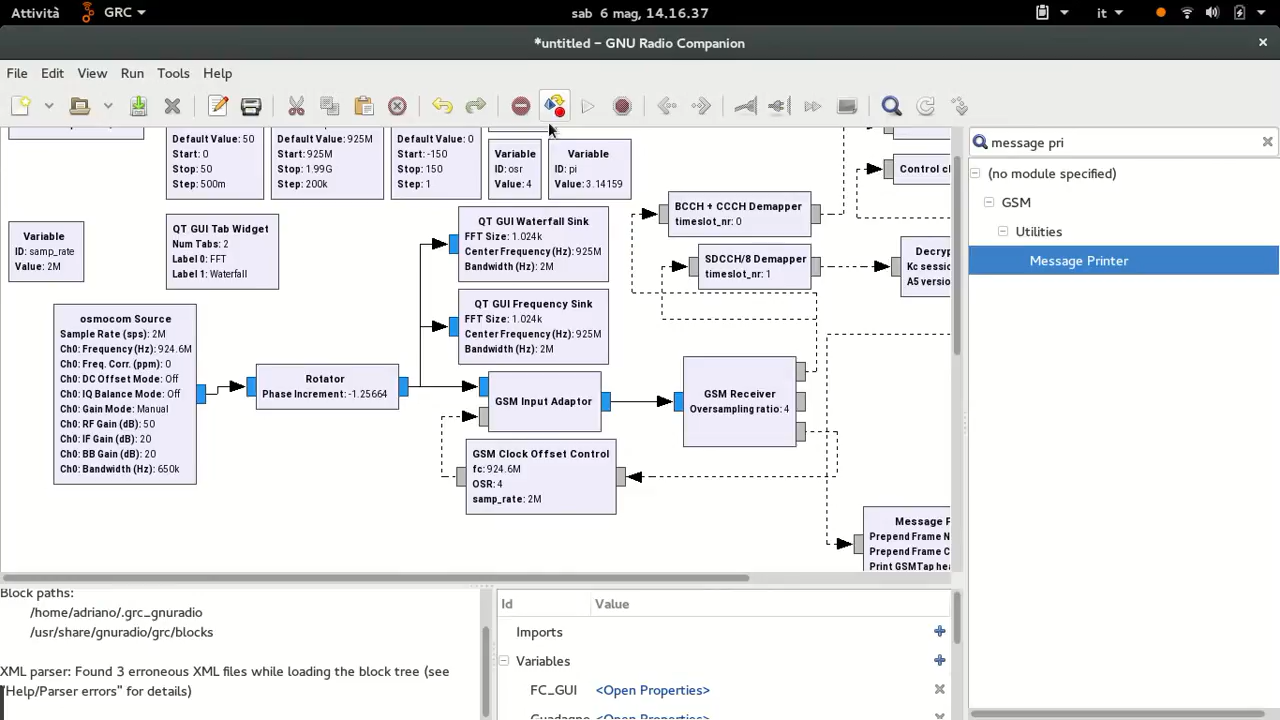 Attività GRC sab 6 mag, 14.16.37 it
*untitled – GNU Radio Companion
File Edit View Run Tools Help
message pri
(no module specified)
GSM
Utilities
Message Printer
Default Value: 50
Start: 0
Stop: 50
Step: 500m
Default Value: 925M
Start: 925M
Stop: 1.99G
Step: 200k
Default Value: 0
Start: -150
Stop: 150
Step: 1
Variable
ID: osr
Value: 4
Variable
ID: pi
Value: 3.14159
Variable
ID: samp_rate
Value: 2M
QT GUI Tab Widget
Num Tabs: 2
Label 0: FFT
Label 1: Waterfall
QT GUI Waterfall Sink
FFT Size: 1.024k
Center Frequency (Hz): 925M
Bandwidth (Hz): 2M
QT GUI Frequency Sink
FFT Size: 1.024k
Center Frequency (Hz): 925M
Bandwidth (Hz): 2M
BCCH + CCCH Demapper
timeslot_nr: 0
SDCCH/8 Demapper
timeslot_nr: 1
Control c
Decryp
Kc sessio
A5 versio
osmocom Source
Sample Rate (sps): 2M
Ch0: Frequency (Hz): 924.6M
Ch0: Freq. Corr. (ppm): 0
Ch0: DC Offset Mode: Off
Ch0: IQ Balance Mode: Off
Ch0: Gain Mode: Manual
Ch0: RF Gain (dB): 50
Ch0: IF Gain (dB): 20
Ch0: BB Gain (dB): 20
Ch0: Bandwidth (Hz): 650k
Rotator
Phase Increment: -1.25664
GSM Input Adaptor
GSM Receiver
Oversampling ratio: 4
GSM Clock Offset Control
fc: 924.6M
OSR: 4
samp_rate: 2M
Message P
Prepend Frame N
Prepend Frame C
Print GSMTap hea
Block paths:
/home/adriano/.grc_gnuradio
/usr/share/gnuradio/grc/blocks
XML parser: Found 3 erroneous XML files while loading the block tree (see
"Help/Parser errors" for details)
Id Value
Imports
Variables
FC_GUI <Open Properties>
Guadagno <Open Properties>